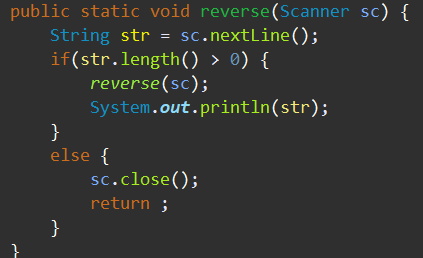 public static void reverse(Scanner sc) {
    String str = sc.nextLine();
    if(str.length() > 0) {
        reverse(sc);
        System.out.println(str);
    }
    else {
        sc.close();
        return ;
    }
}